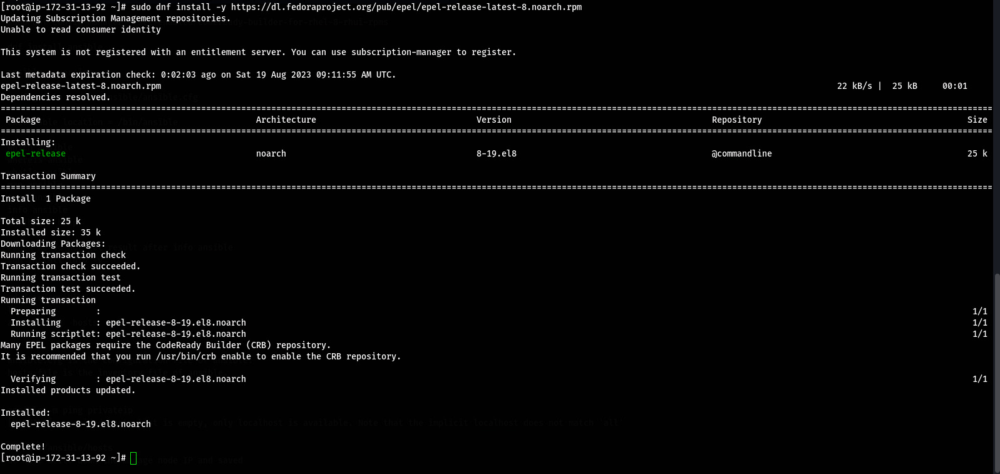 [root@ip-172-31-13-92 ~]# sudo dnf install -y https://dl.fedoraproject.org/pub/epel/epel-release-latest-8.noarch.rpm
Updating Subscription Management repositories.
Unable to read consumer identity
This system is not registered with an entitlement server. You can use subscription-manager to register.
Last metadata expiration check: 0:02:03 ago on Sat 19 Aug 2023 09:11:55 AM UTC.
epel-release-latest-8.noarch.rpm 22 kB/s | 25 kB 00:01
Dependencies resolved.
Package Architecture Version Repository Size
Installing:
epel-release noarch 8-19.el8 @commandline 25 k
Transaction Summary
Install 1 Package
Total size: 25 k
Installed size: 35 k
Downloading Packages:
Running transaction check
Transaction check succeeded.
Running transaction test
Transaction test succeeded.
Running transaction
Preparing : 1/1
Installing : epel-release-8-19.el8.noarch 1/1
Running scriptlet: epel-release-8-19.el8.noarch 1/1
Many EPEL packages require the CodeReady Builder (CRB) repository.
It is recommended that you run /usr/bin/crb enable to enable the CRB repository.
Verifying : epel-release-8-19.el8.noarch 1/1
Installed products updated.
Installed:
epel-release-8-19.el8.noarch
Complete!
[root@ip-172-31-13-92 ~]#